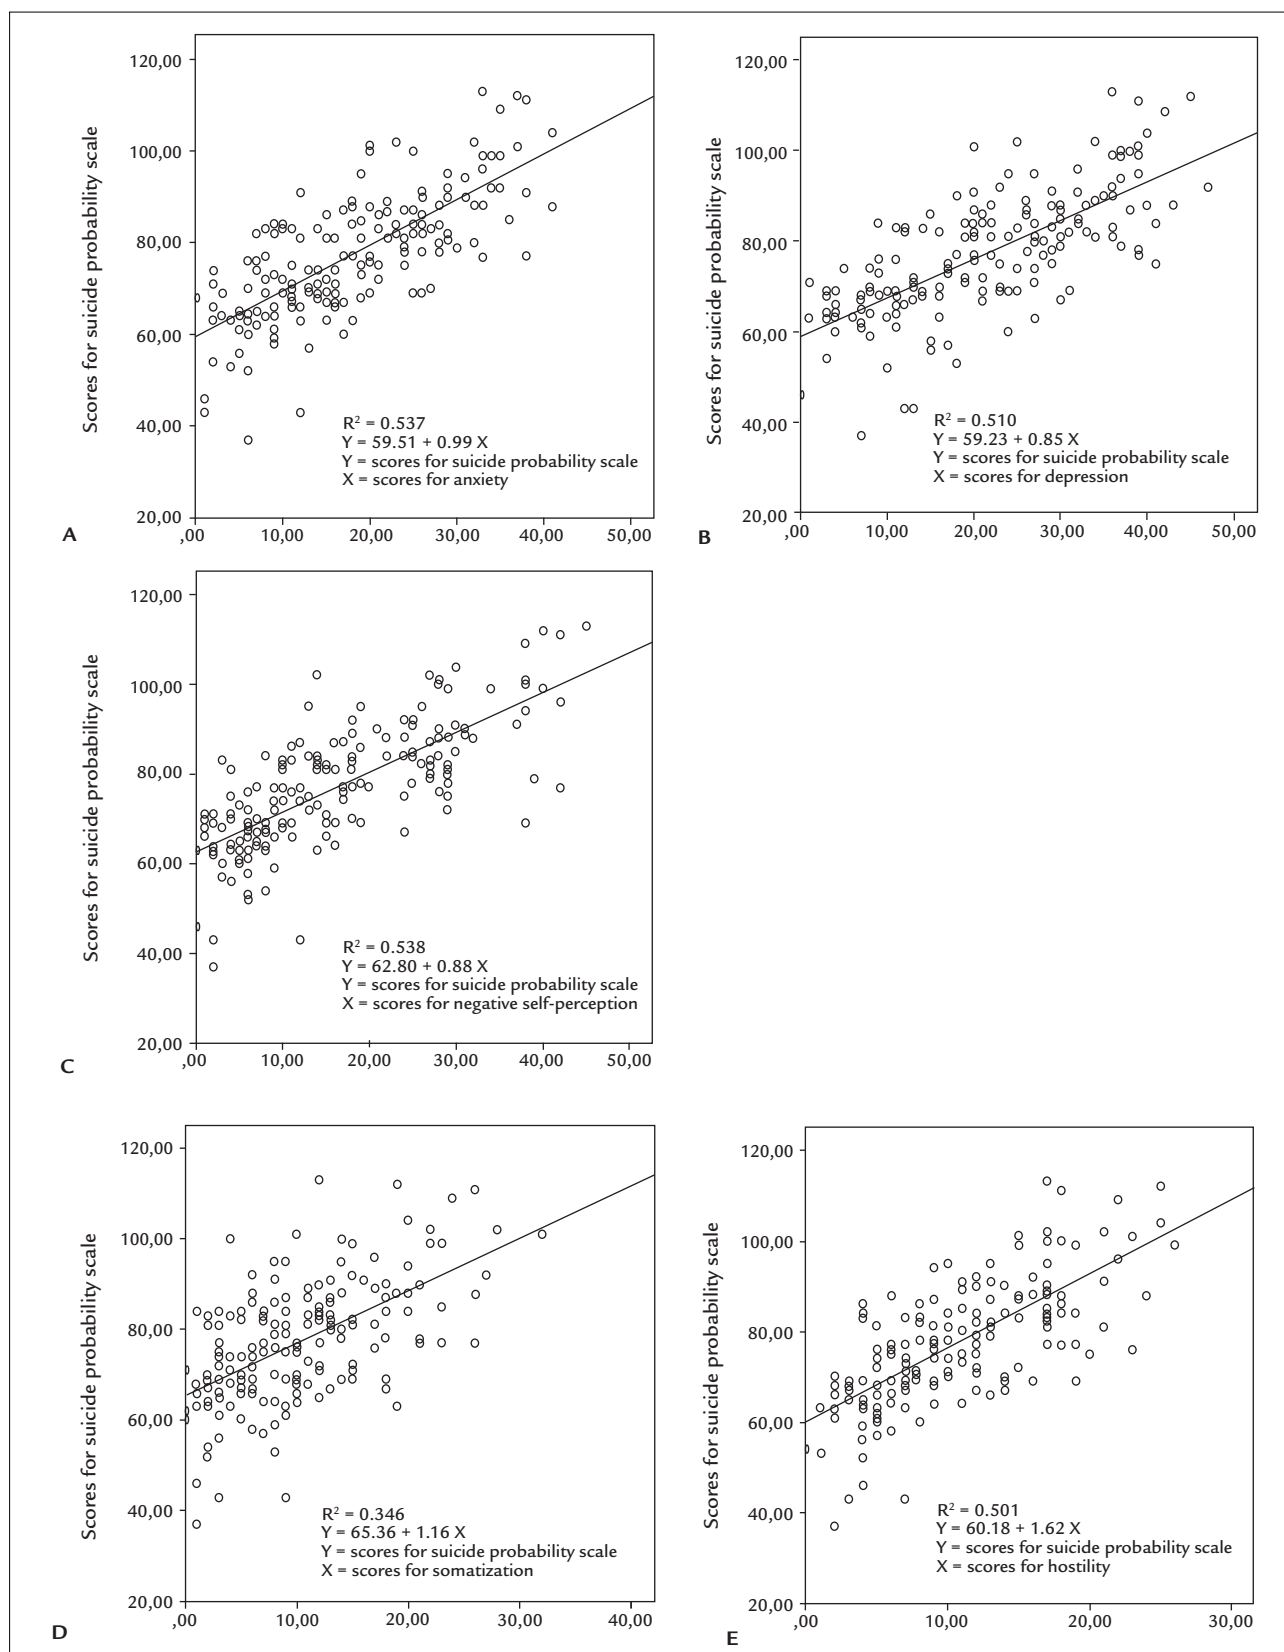 Scores for suicide probability scale
120,00
100,00
80,00
60,00
40,00
20,00
R² = 0.537
Y = 59.51 + 0.99 X
Y = scores for suicide probability scale
X = scores for anxiety
,00 10,00 20,00 30,00 40,00 50,00
A
Scores for suicide probability scale
120,00
100,00
80,00
60,00
40,00
20,00
R² = 0.510
Y = 59.23 + 0.85 X
Y = scores for suicide probability scale
X = scores for depression
,00 10,00 20,00 30,00 40,00 50,00
B
Scores for suicide probability scale
120,00
100,00
80,00
60,00
40,00
20,00
R² = 0.538
Y = 62.80 + 0.88 X
Y = scores for suicide probability scale
X = scores for negative self-perception
,00 10,00 20,00 30,00 40,00 50,00
C
Scores for suicide probability scale
120,00
100,00
80,00
60,00
40,00
20,00
R² = 0.346
Y = 65.36 + 1.16 X
Y = scores for suicide probability scale
X = scores for somatization
,00 10,00 20,00 30,00 40,00
D
Scores for suicide probability scale
120,00
100,00
80,00
60,00
40,00
20,00
R² = 0.501
Y = 60.18 + 1.62 X
Y = scores for suicide probability scale
X = scores for hostility
,00 10,00 20,00 30,00
E